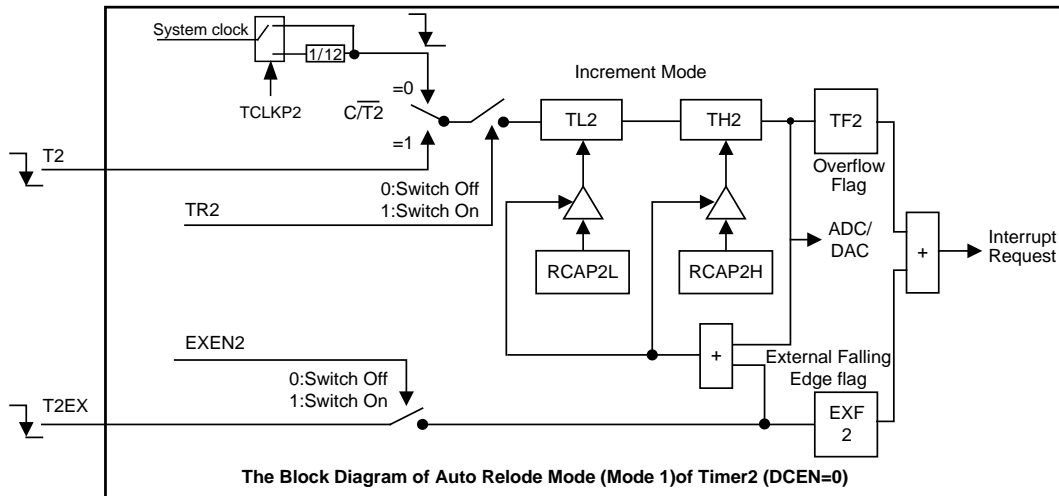 System clock
1/12
TCLKP2
=0
C/T2
=1
Increment Mode
TL2
TH2
TF2
Overflow
Flag
T2
0:Switch Off
1:Switch On
TR2
RCAP2L
RCAP2H
ADC/
DAC
+
Interrupt
Request
EXEN2
0:Switch Off
1:Switch On
+
External Falling
Edge flag
T2EX
EXF
2
The Block Diagram of Auto Relode Mode (Mode 1)of Timer2 (DCEN=0)